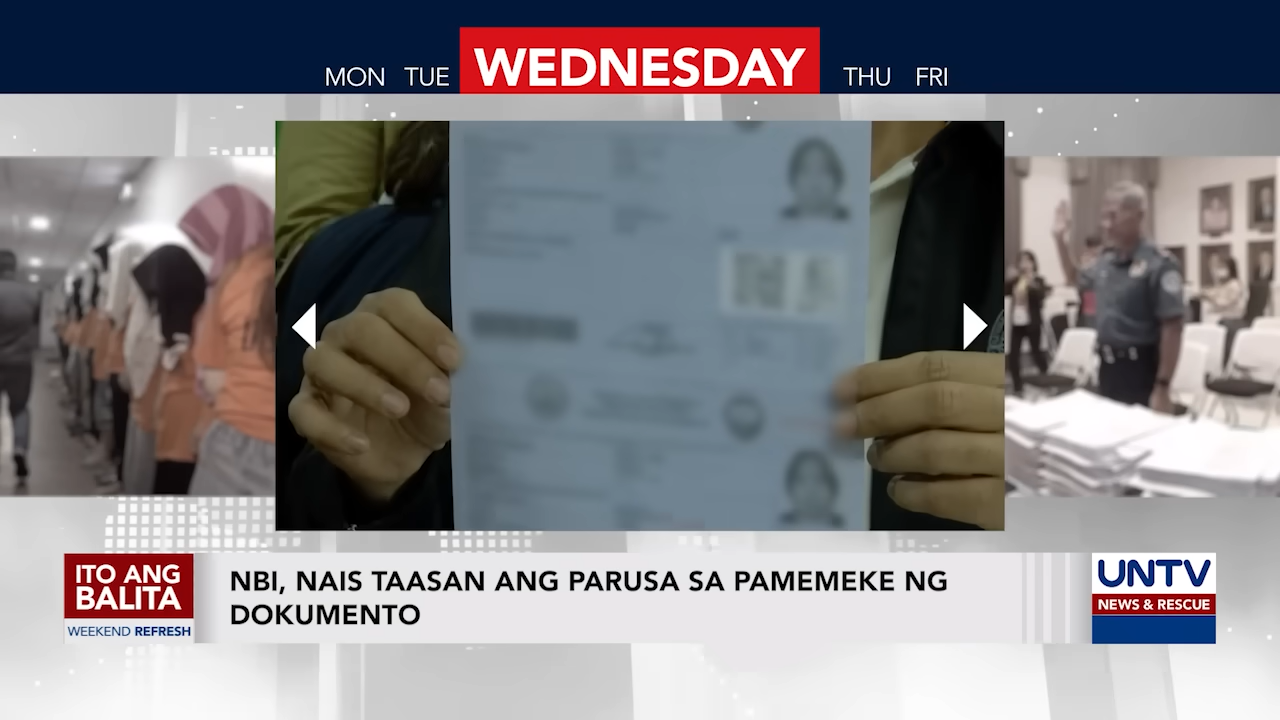 MON TUE WEDNESDAY THU FRI
ITO ANG
BALITA
WEEKEND REFRESH
NBI, NAIS TAASAN ANG PARUSA SA PAMEMEKE NG
DOKUMENTO
UNTV
NEWS & RESCUE